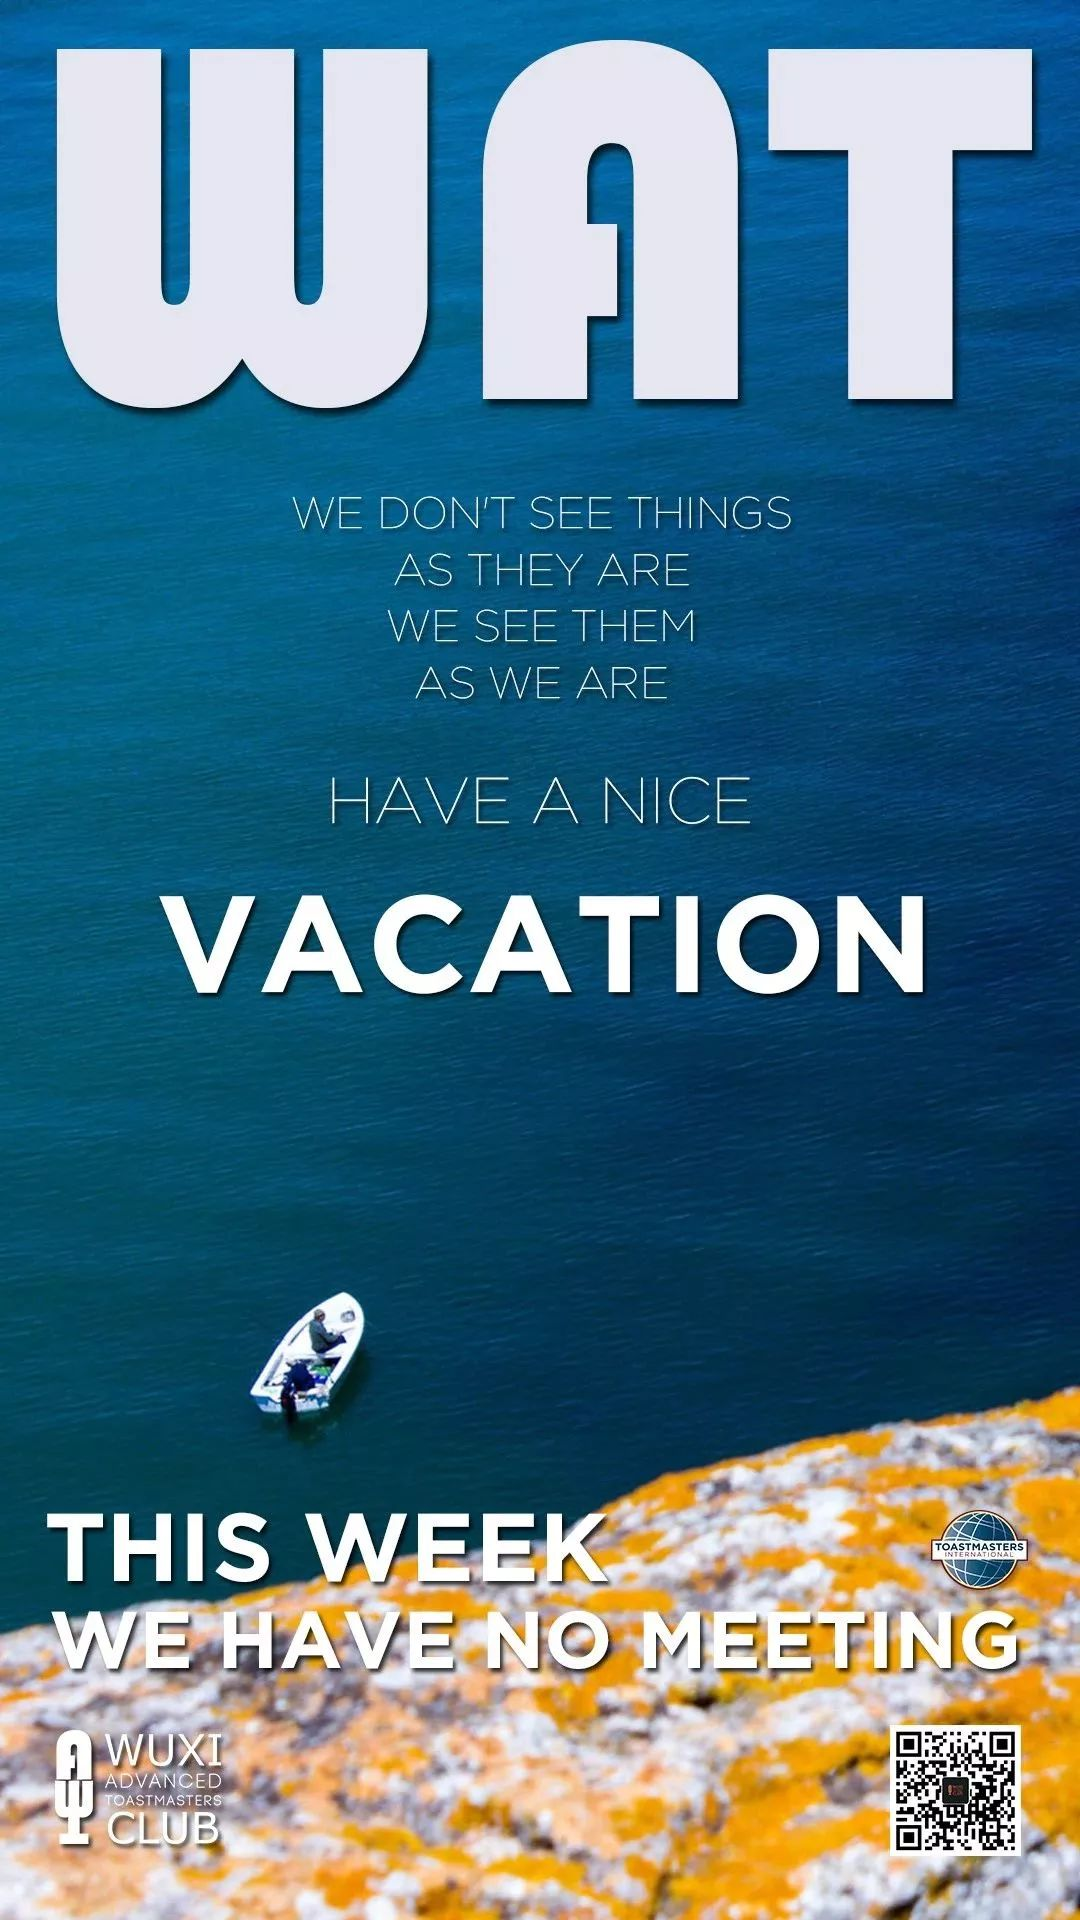 WAT
WE DON'T SEE THINGS
AS THEY ARE
WE SEE THEM
AS WE ARE
HAVE A NICE
VACATION
THIS WEEK
WE HAVE NO MEETING
TOASTMASTERS
INTERNATIONAL
WUXI
ADVANCED
TOASTMASTERS
CLUB